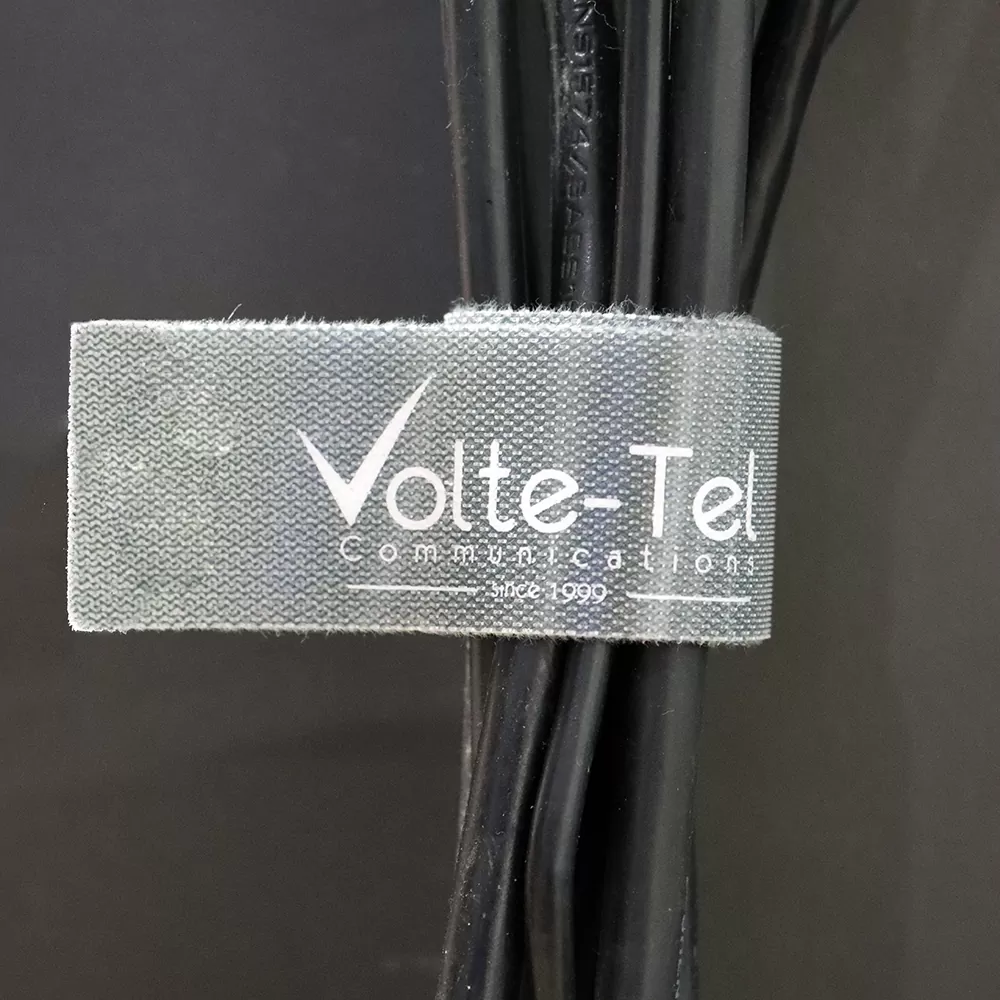 Volte-Tel
Communications
since 1999